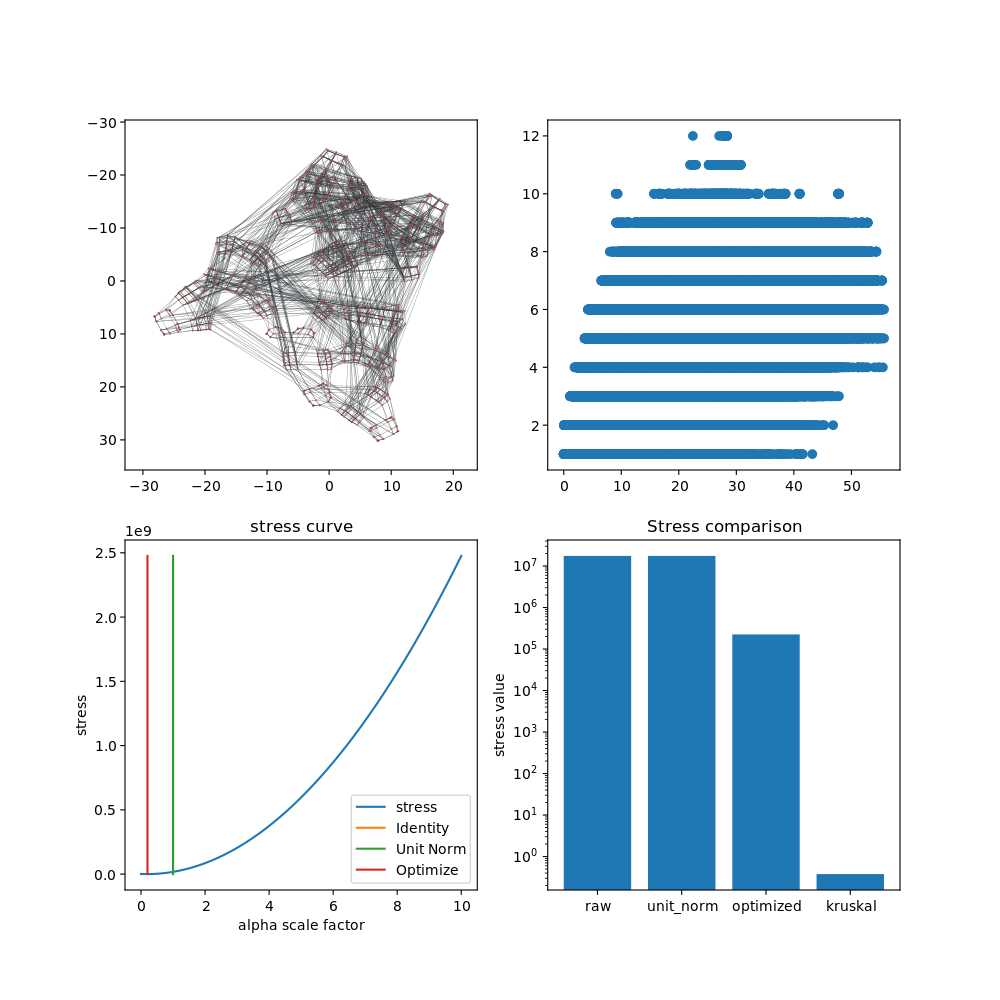 −30
−20
−10
0
10
20
30
−30 −20 −10 0 10 20
12
10
8
6
4
2
0 10 20 30 40 50
stress curve
1e9
2.5
2.0
1.5
1.0
0.5
0.0
stress
stress
Identity
Unit Norm
Optimize
0 2 4 6 8 10
alpha scale factor
Stress comparison
10⁷
10⁶
10⁵
10⁴
10³
10²
10¹
10⁰
stress value
raw unit_norm optimized kruskal